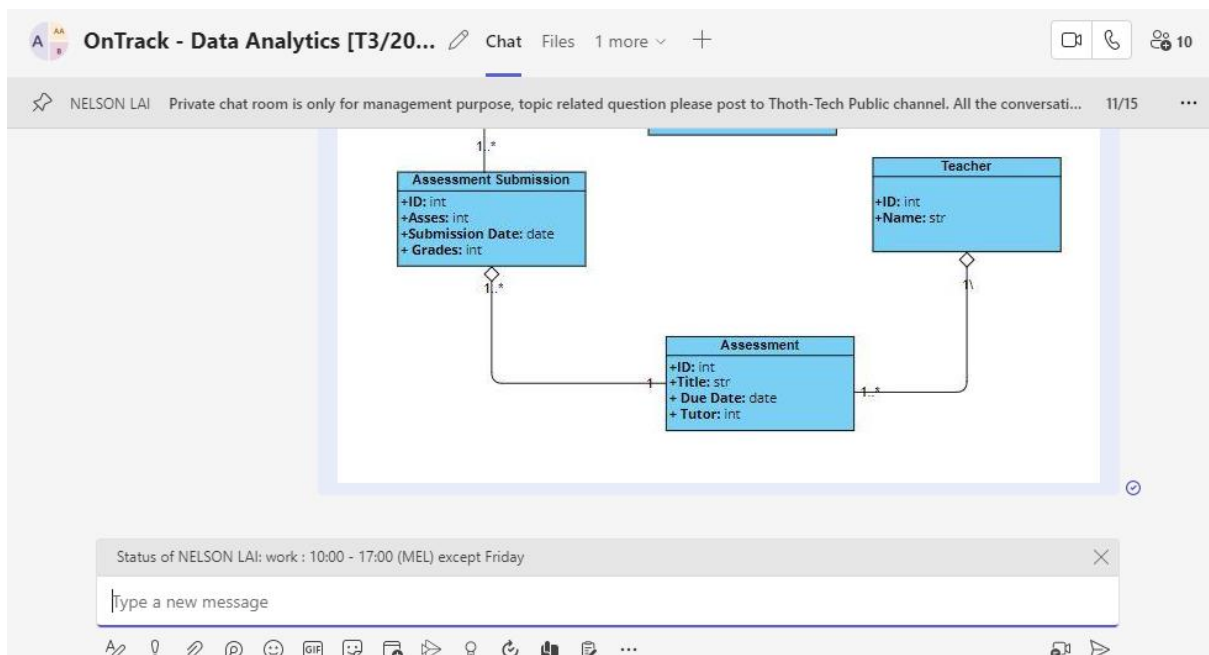 A AA B OnTrack - Data Analytics [T3/20... Chat Files 1 more + 10
NELSON LAI Private chat room is only for management purpose, topic related question please post to Thoth-Tech Public channel. All the conversati... 11/15 ...
1..*
Assessment Submission
+ID: int
+Asses: int
+Submission Date: date
+ Grades: int
1..*
Teacher
+ID: int
+Name: str
1\
Assessment
+ID: int
+Title: str
+ Due Date: date
+ Tutor: int
1
1..*
Status of NELSON LAI: work : 10:00 - 17:00 (MEL) except Friday
Type a new message
GIF